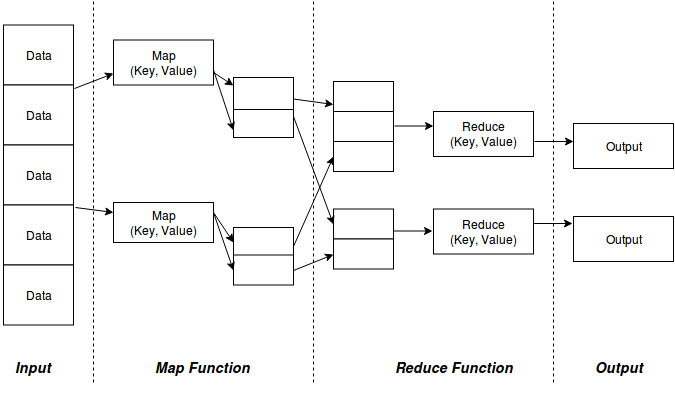 Data
Data
Data
Data
Data
Map
(Key, Value)
Map
(Key, Value)
Reduce
(Key, Value)
Reduce
(Key, Value)
Output
Output
Input
Map Function
Reduce Function
Output